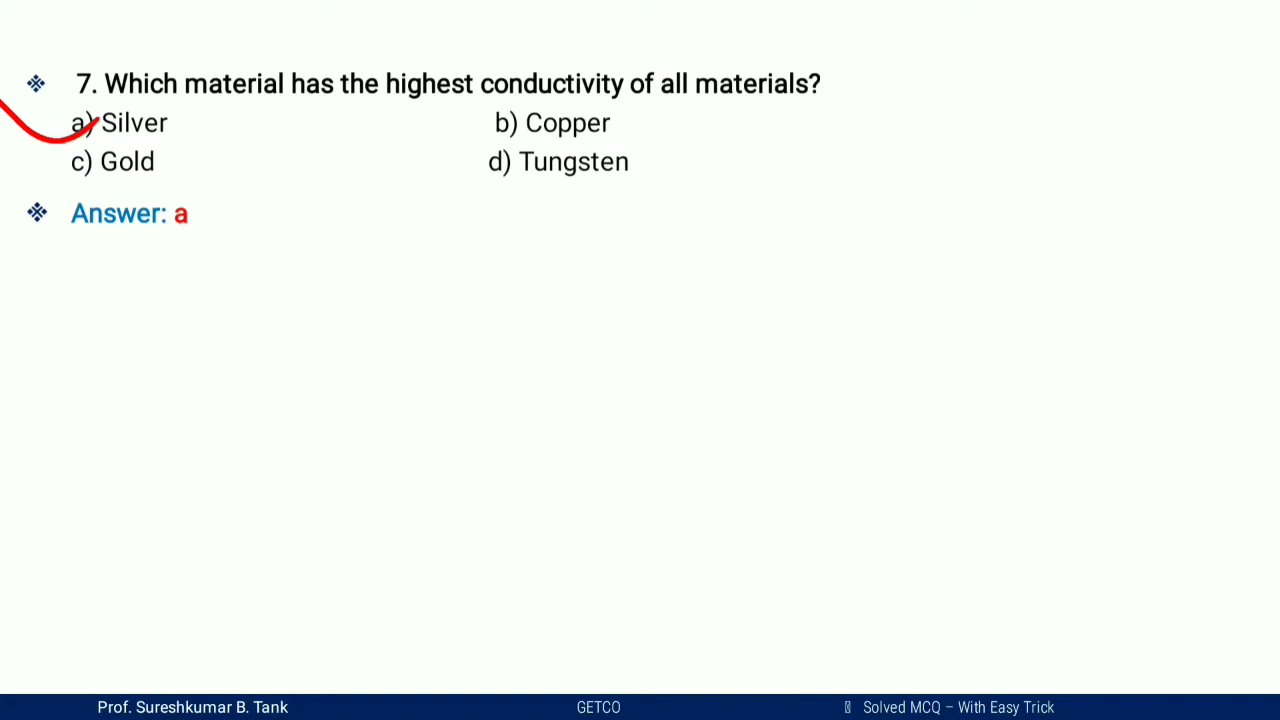 7. Which material has the highest conductivity of all materials?
a) Silver b) Copper
c) Gold d) Tungsten
Answer: a
Prof. Sureshkumar B. Tank GETCO Solved MCQ – With Easy Trick